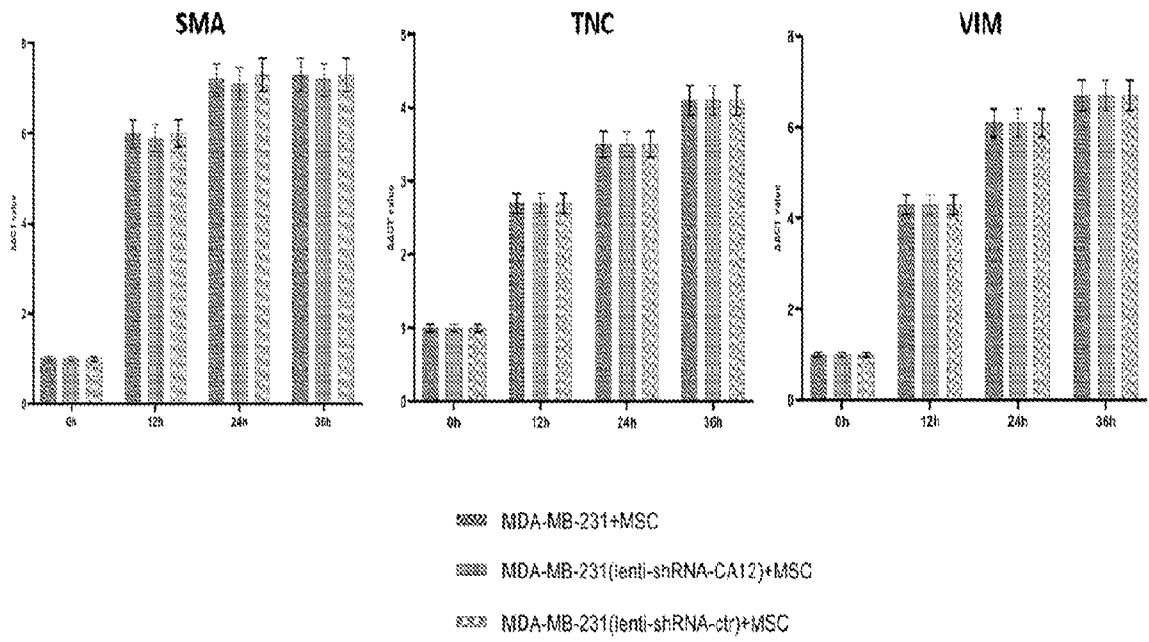 SMA
TNC
VIM
8
6
4
2
0
0h 12h 24h 36h
5
4
3
2
1
0
0h 12h 24h 36h
8
6
4
2
0
0h 12h 24h 36h
MDA-MB-231+MSC
MDA-MB-231(lenti-shRNA-CA12)+MSC
MDA-MB-231(lenti-shRNA-ctr)+MSC